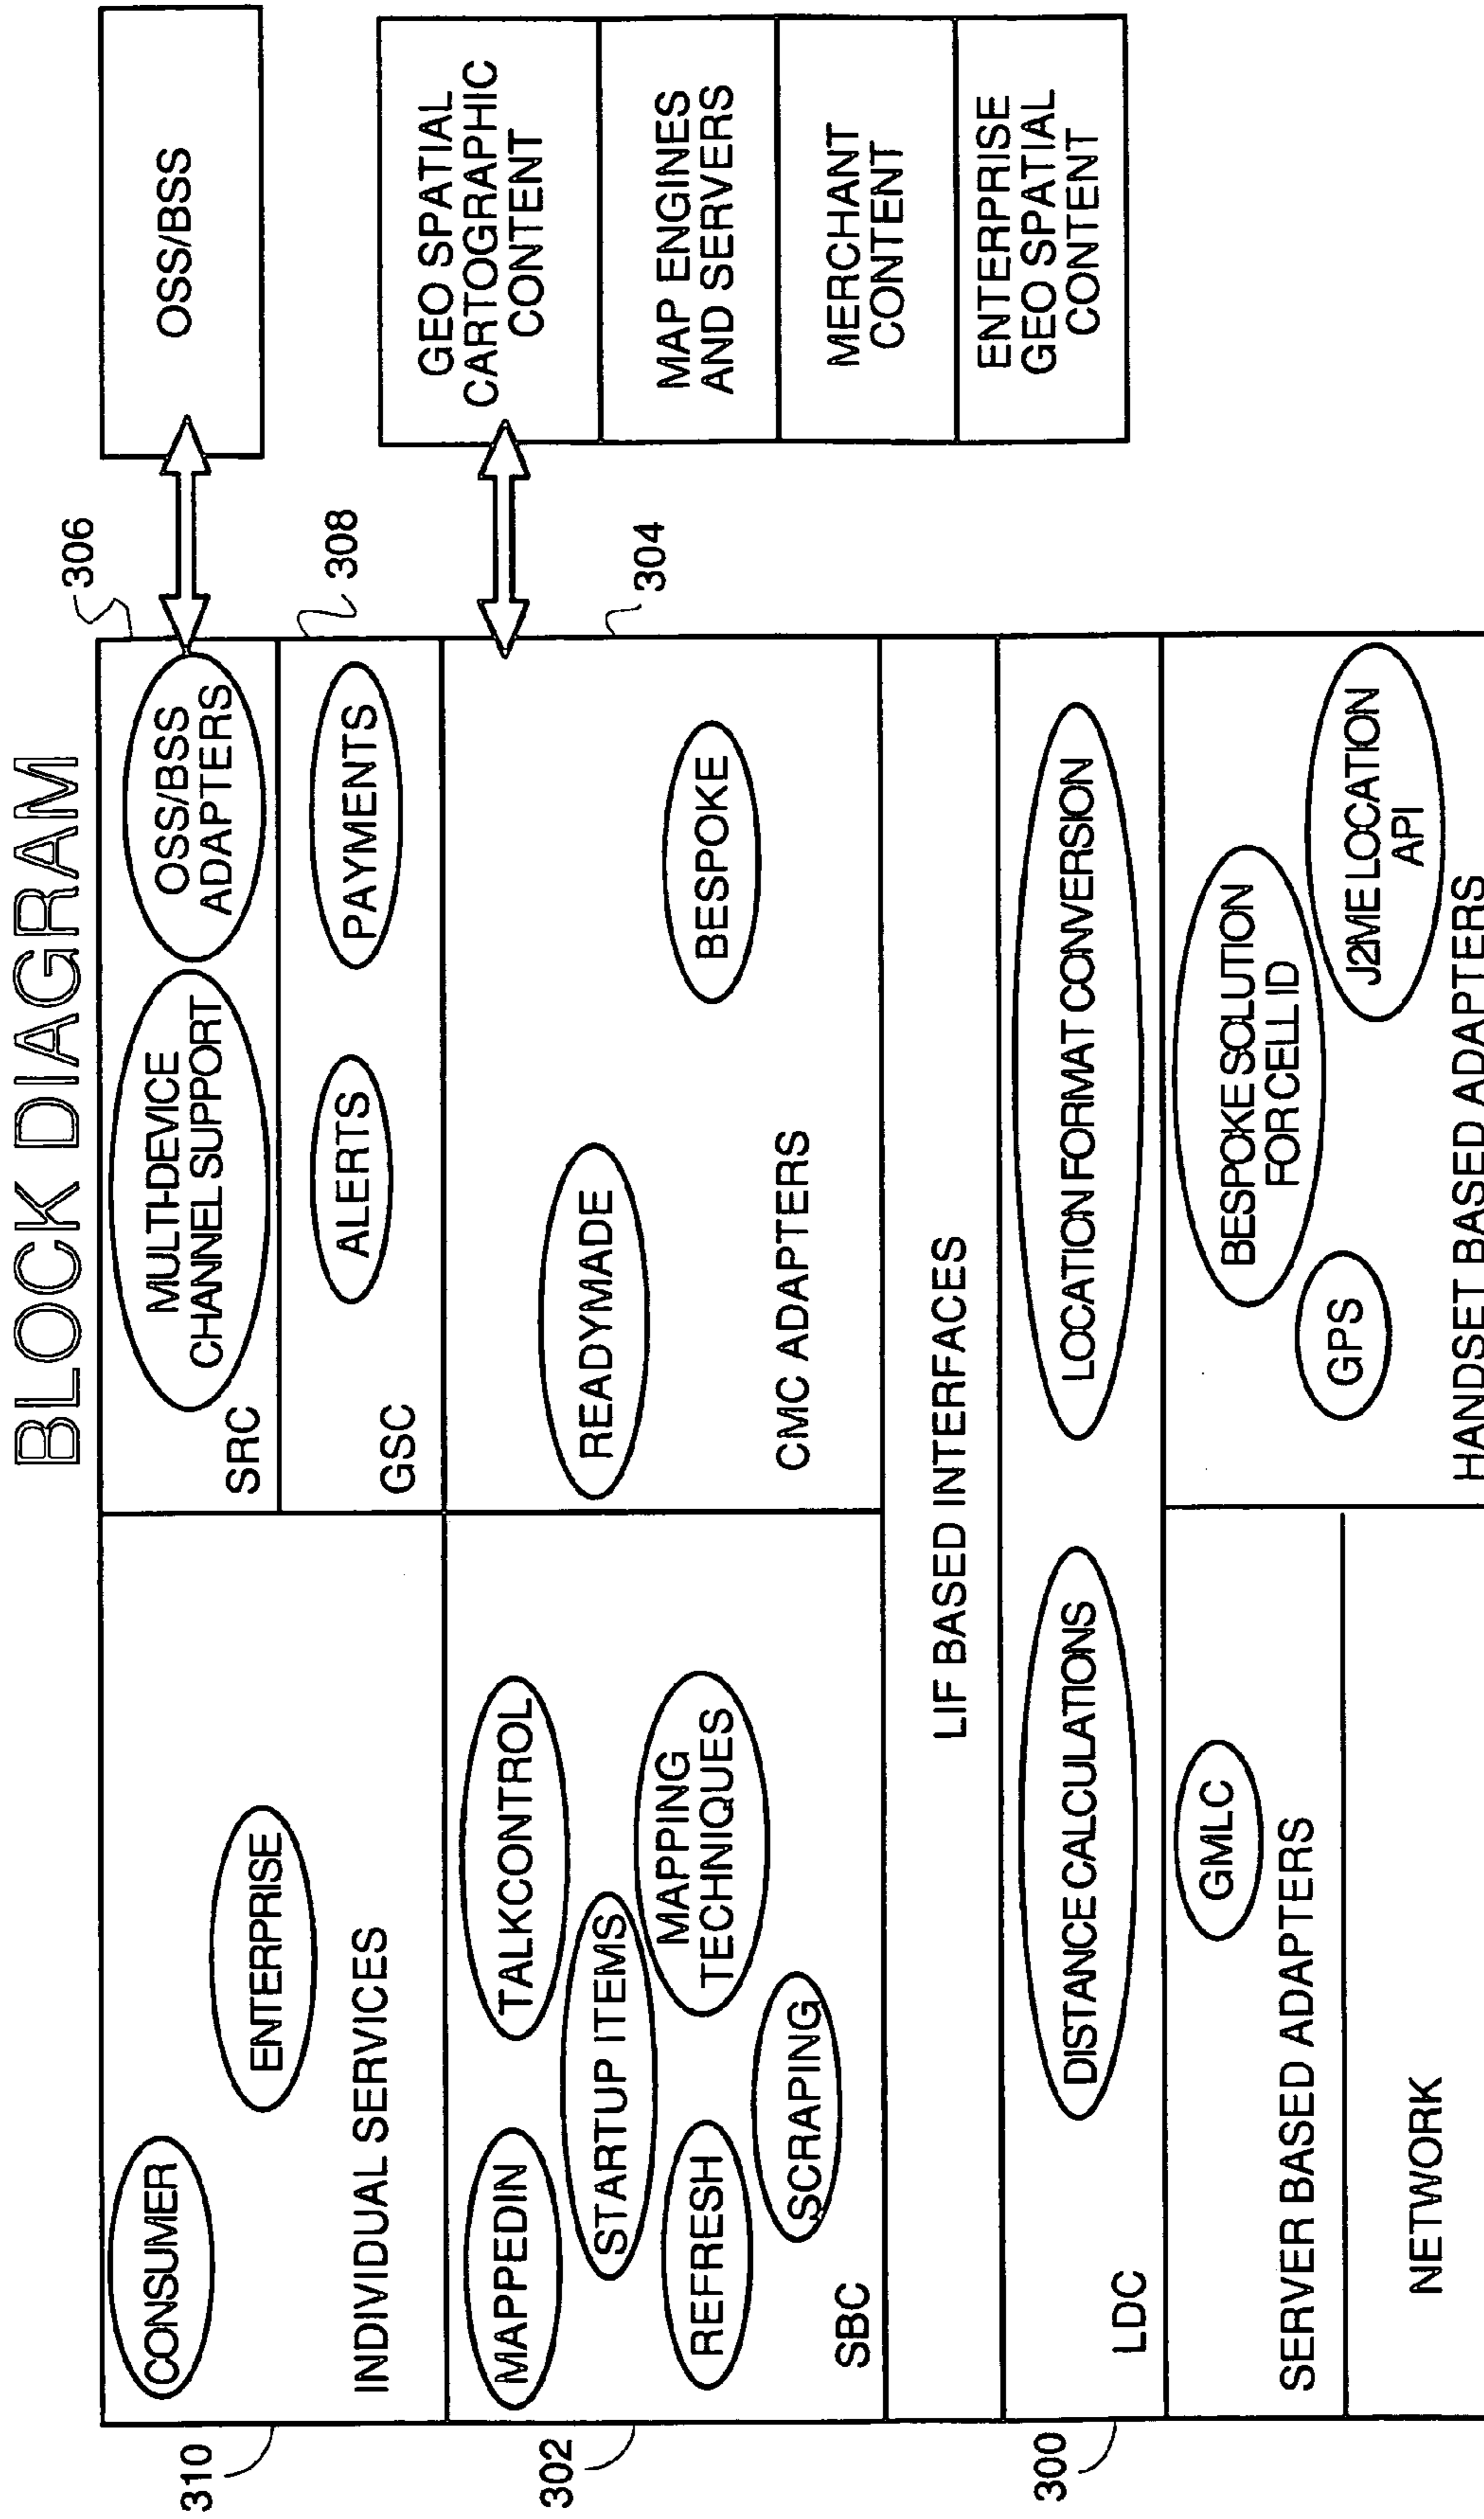 BLOCK DIAGRAM
310
CONSUMER
ENTERPRISE
INDIVIDUAL SERVICES
MULTI-DEVICE
CHANNEL SUPPORT
OSS/BSS
ADAPTERS
SRC
306
OSS/BSS
ALERTS
PAYMENTS
GSC
308
302
MAPPEDIN
TALKCONTROL
STARTUP ITEMS
REFRESH
MAPPING
TECHNIQUES
SCRAPING
SBC
READYMADE
BESPOKE
CMC ADAPTERS
304
GEO SPATIAL
CARTOGRAPHIC
CONTENT
MAP ENGINES
AND SERVERS
MERCHANT
CONTENT
ENTERPRISE
GEO SPATIAL
CONTENT
LIF BASED INTERFACES
300
DISTANCE CALCULATIONS
LOCATION FORMAT CONVERSION
LDC
GMLC
SERVER BASED ADAPTERS
NETWORK
BESPOKE SOLUTION
FOR CELL ID
GPS
J2ME LOCATION
API
HANDSET BASED ADAPTERS